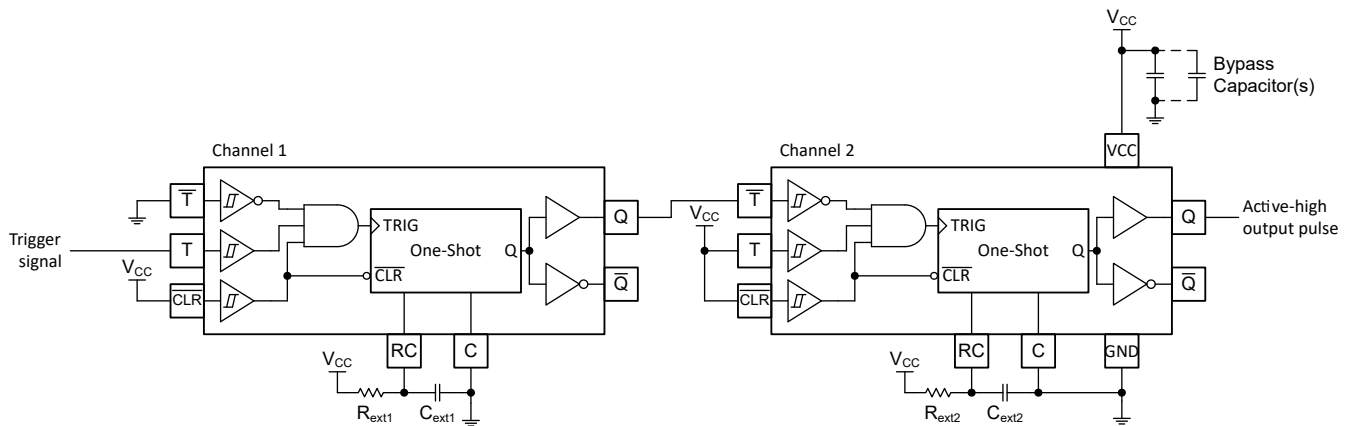 VCC
Bypass
Capacitor(s)
Channel 1
Channel 2
VCC
T
TRIG
One-Shot
Q
CLR
Q
Q
Trigger
signal
T
VCC
CLR
RC
C
VCC
Rext1
Cext1
T
VCC
T
CLR
TRIG
One-Shot
Q
CLR
Q
Active-high
output pulse
Q
RC
C
GND
VCC
Rext2
Cext2